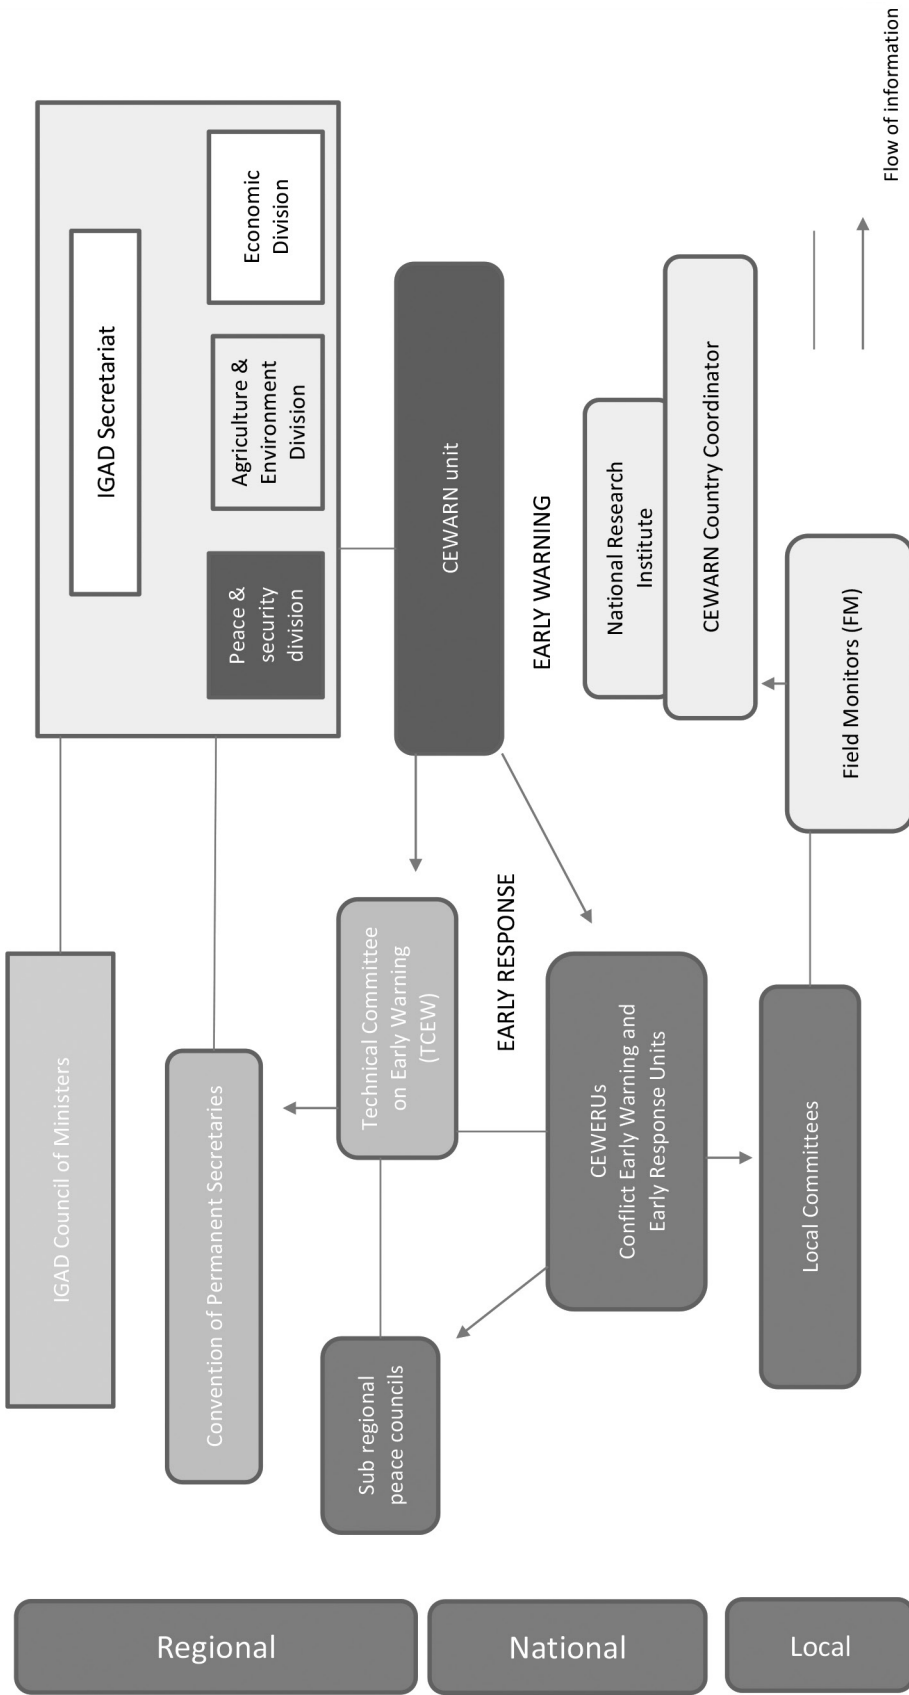 Regional
National
Local
IGAD Council of Ministers
Convention of Permanent Secretaries
Sub regional
peace councils
Technical Committee
on Early Warning
(TCEW)
EARLY RESPONSE
CEWERUs
Conflict Early Warning and
Early Response Units
Local Committees
IGAD Secretariat
Peace &
security
division
Agriculture &
Environment
Division
Economic
Division
CEWARN unit
EARLY WARNING
National Research
Institute
CEWARN Country Coordinator
Field Monitors (FM)
Flow of information